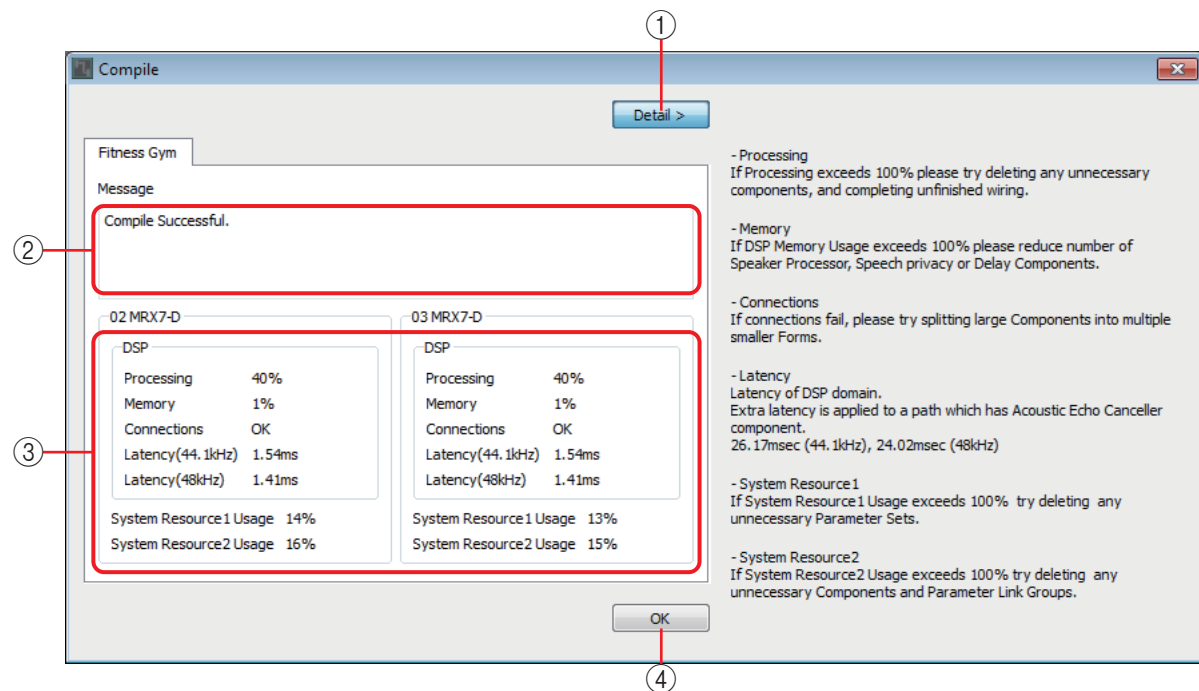 ①
Compile
Detail >
Fitness Gym
Message
②
Compile Successful.
③
02 MRX7-D
DSP
Processing 40%
Memory 1%
Connections OK
Latency(44.1kHz) 1.54ms
Latency(48kHz) 1.41ms
System Resource1 Usage 14%
System Resource2 Usage 16%
03 MRX7-D
DSP
Processing 40%
Memory 1%
Connections OK
Latency(44.1kHz) 1.54ms
Latency(48kHz) 1.41ms
System Resource1 Usage 13%
System Resource2 Usage 15%
OK
④
- Processing
If Processing exceeds 100% please try deleting any unnecessary
components, and completing unfinished wiring.
- Memory
If DSP Memory Usage exceeds 100% please reduce number of
Speaker Processor, Speech privacy or Delay Components.
- Connections
If connections fail, please try splitting large Components into multiple
smaller Forms.
- Latency
Latency of DSP domain.
Extra latency is applied to a path which has Acoustic Echo Canceller
component.
26.17msec (44.1kHz), 24.02msec (48kHz)
- System Resource1
If System Resource1 Usage exceeds 100% try deleting any
unnecessary Parameter Sets.
- System Resource2
If System Resource2 Usage exceeds 100% try deleting any
unnecessary Components and Parameter Link Groups.